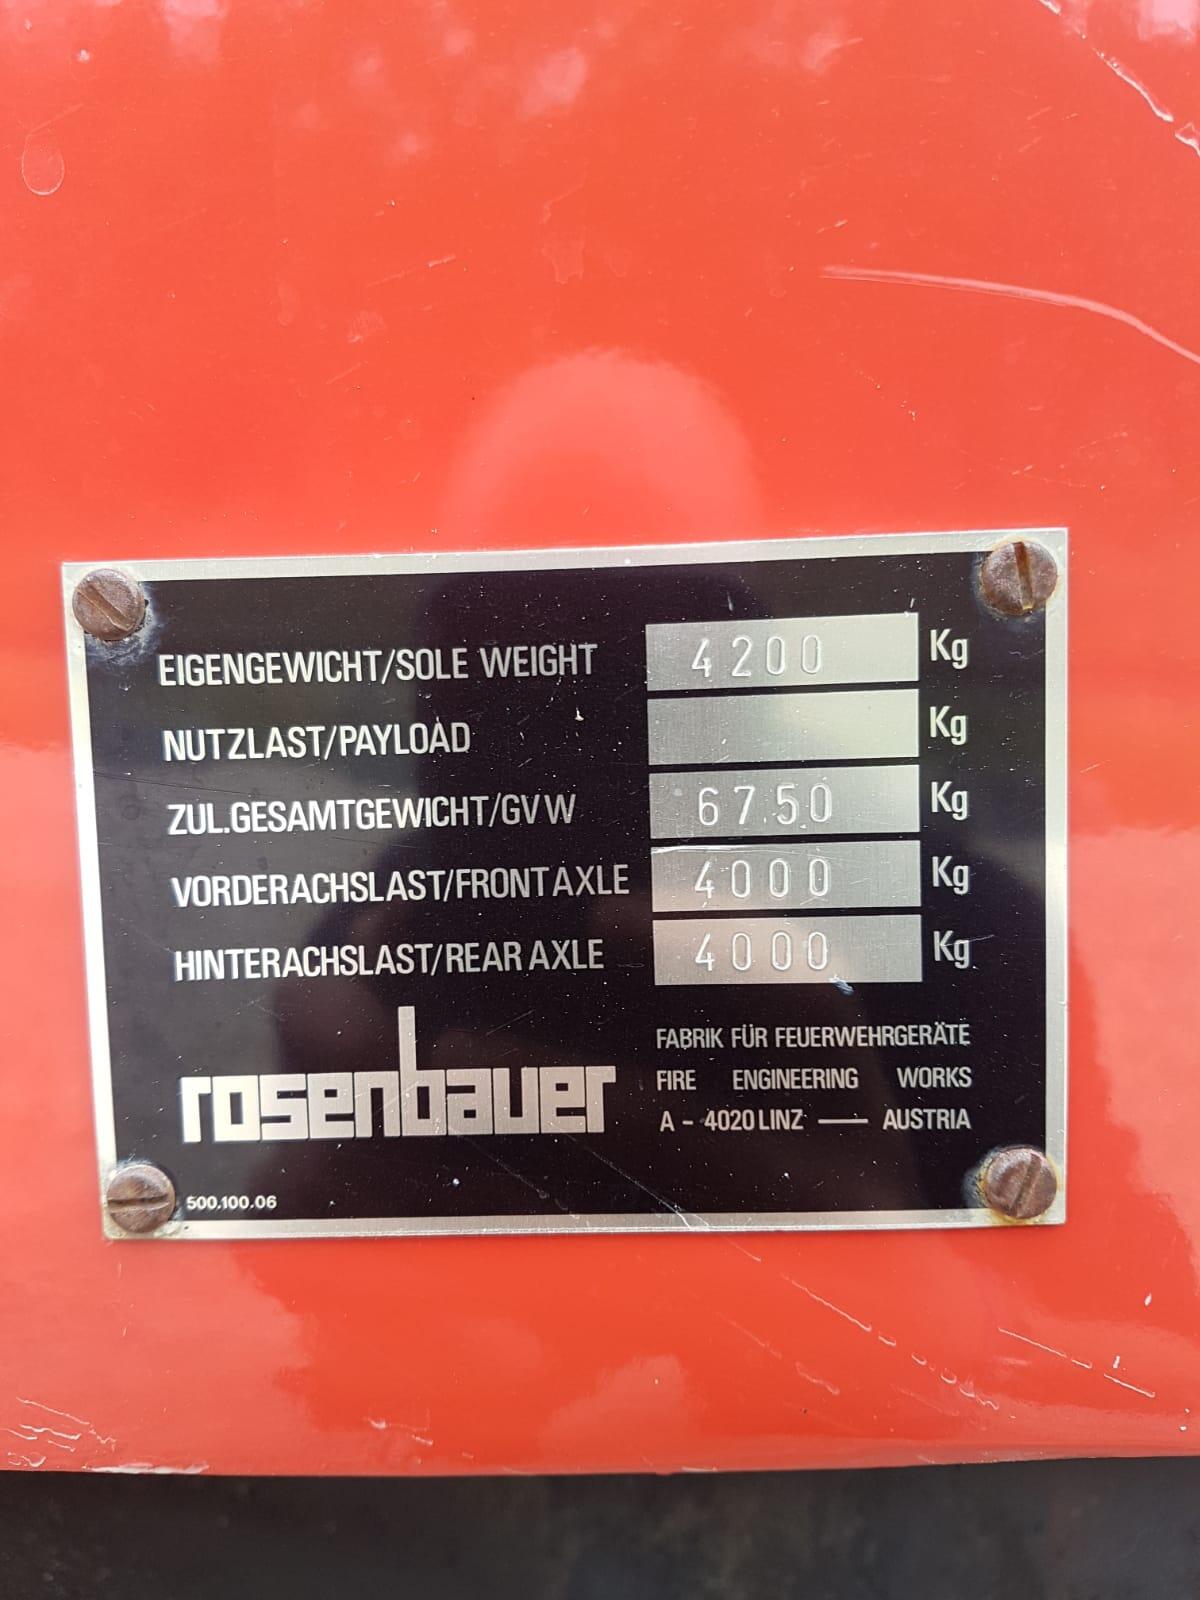 EIGENGEWICHT/SOLE WEIGHT 4200 Kg
NUTZLAST/PAYLOAD Kg
ZUL.GESAMTGEWICHT/GVW 6750 Kg
VORDERACHSLAST/FRONT AXLE 4000 Kg
HINTERACHSLAST/REAR AXLE 4000 Kg
rosenbauer
FABRIK FÜR FEUERWEHRGERÄTE
FIRE ENGINEERING WORKS
A - 4020 LINZ — AUSTRIA
500.100.06